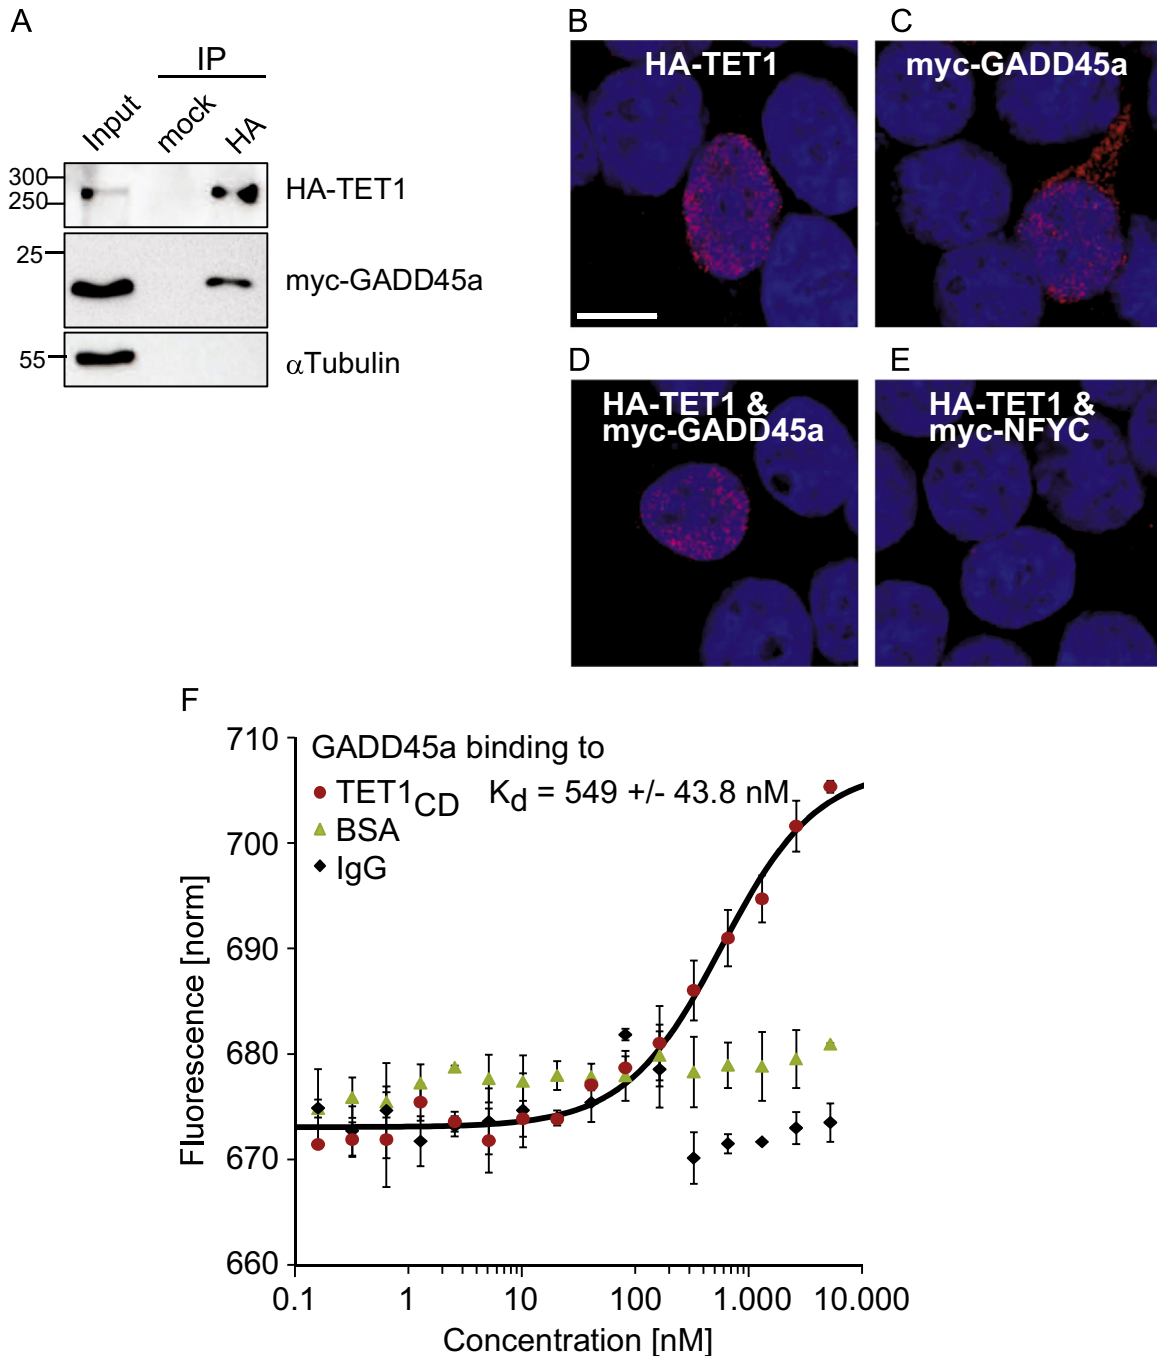 A
IP
Input
mock
HA
300
250
HA-TET1
25
myc-GADD45a
55
αTubulin
B
HA-TET1
C
myc-GADD45a
D
HA-TET1 &
myc-GADD45a
E
HA-TET1 &
myc-NFYC
F
GADD45a binding to
TET1CD Kd = 549 +/- 43.8 nM
BSA
IgG
Fluorescence [norm]
710
700
690
680
670
660
0.1 1 10 100 1.000 10.000
Concentration [nM]